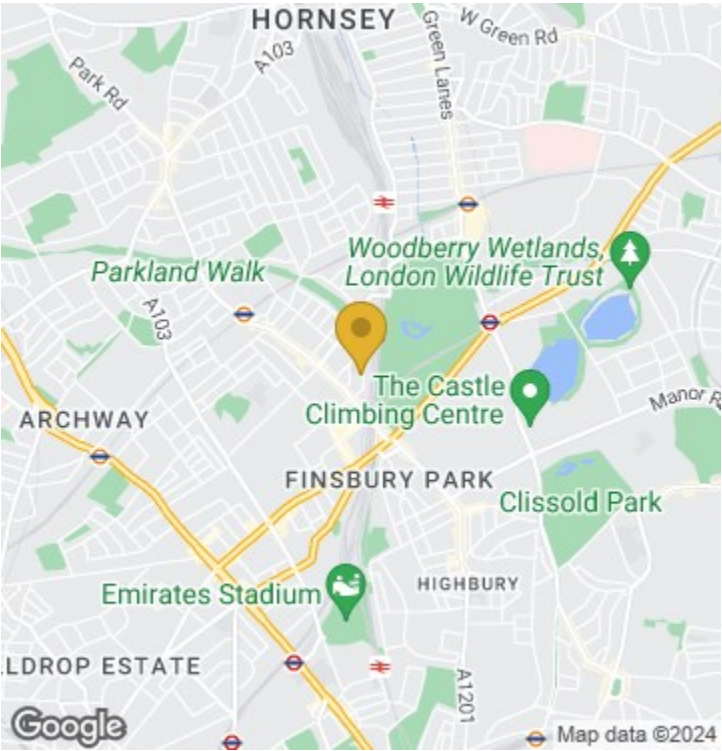 HORNSEY
W Green Rd
Green Lanes
A103
Park Rd
Woodberry Wetlands,
London Wildlife Trust
Parkland Walk
A103
The Castle
Climbing Centre
Manor R
ARCHWAY
FINSBURY PARK
Clissold Park
Emirates Stadium
HIGHBURY
LLDROP ESTATE
A1201
Google
Map data ©2024